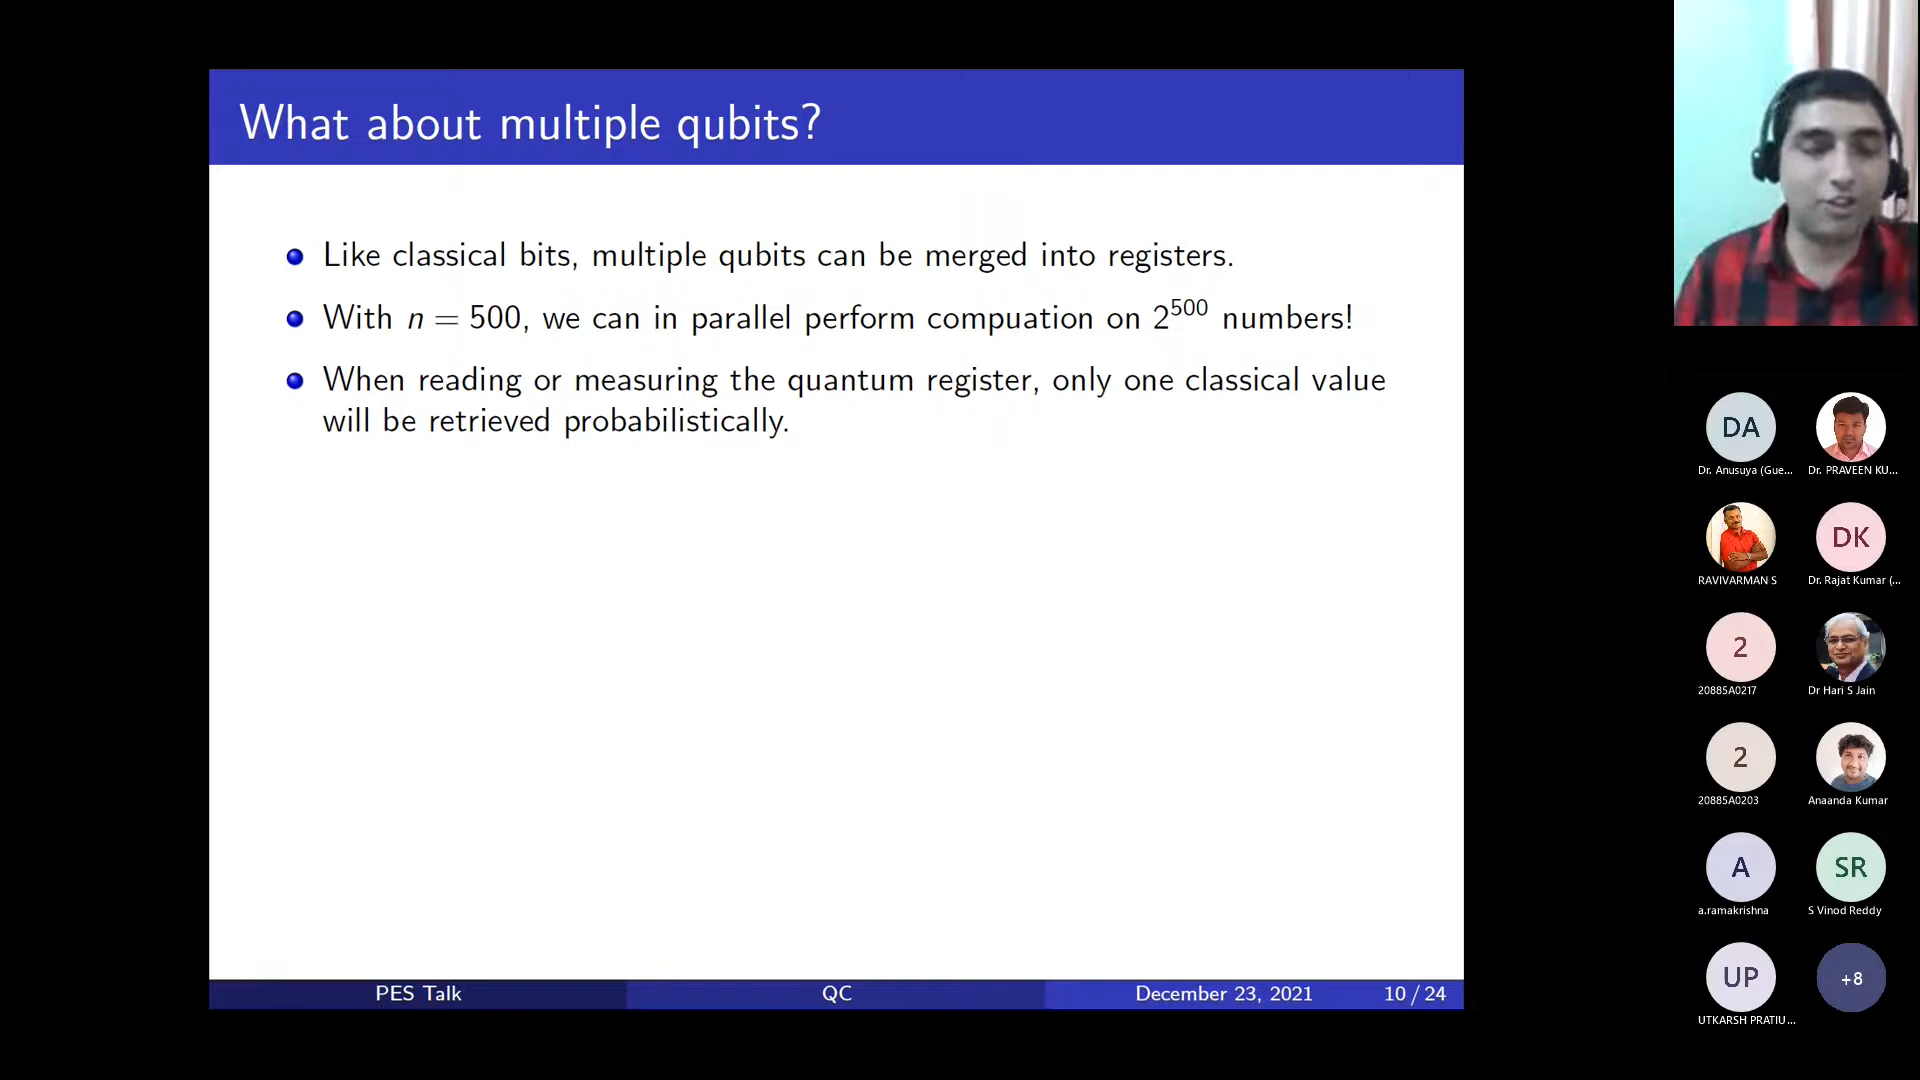 What about multiple qubits?
Like classical bits, multiple qubits can be merged into registers.
With n = 500, we can in parallel perform compuation on 2^500 numbers!
When reading or measuring the quantum register, only one classical value
will be retrieved probabilistically.
PES Talk
QC
December 23, 2021
10 / 24
DA
Dr. Anusuya (Gue...
Dr. PRAVEEN KU...
RAVIVARMAN S
DK
Dr. Rajat Kumar (...
2
20885A0217
Dr Hari S Jain
2
20885A0203
Anaanda Kumar
A
a.ramakrishna
SR
S Vinod Reddy
UP
UTKARSH PRATIU...
+8